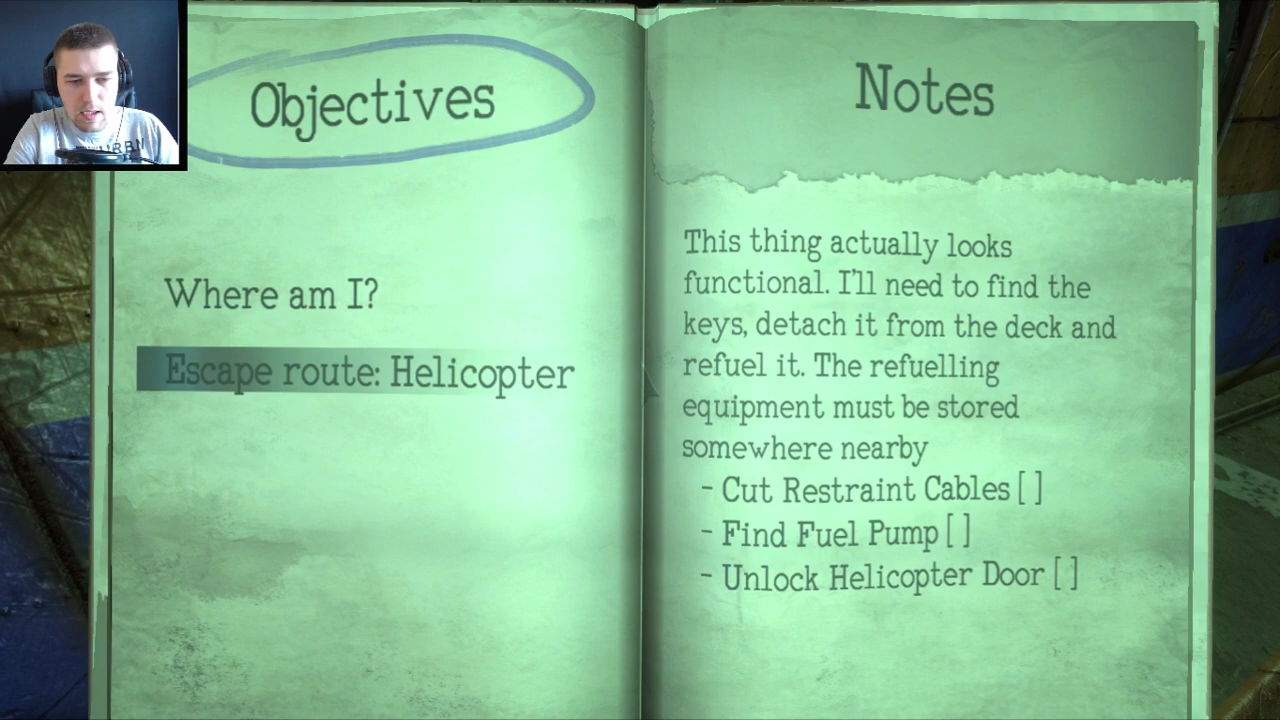 Objectives
Where am I?
Escape route: Helicopter
Notes
This thing actually looks
functional. I'll need to find the
keys, detach it from the deck and
refuel it. The refuelling
equipment must be stored
somewhere nearby
- Cut Restraint Cables [ ]
- Find Fuel Pump [ ]
- Unlock Helicopter Door [ ]